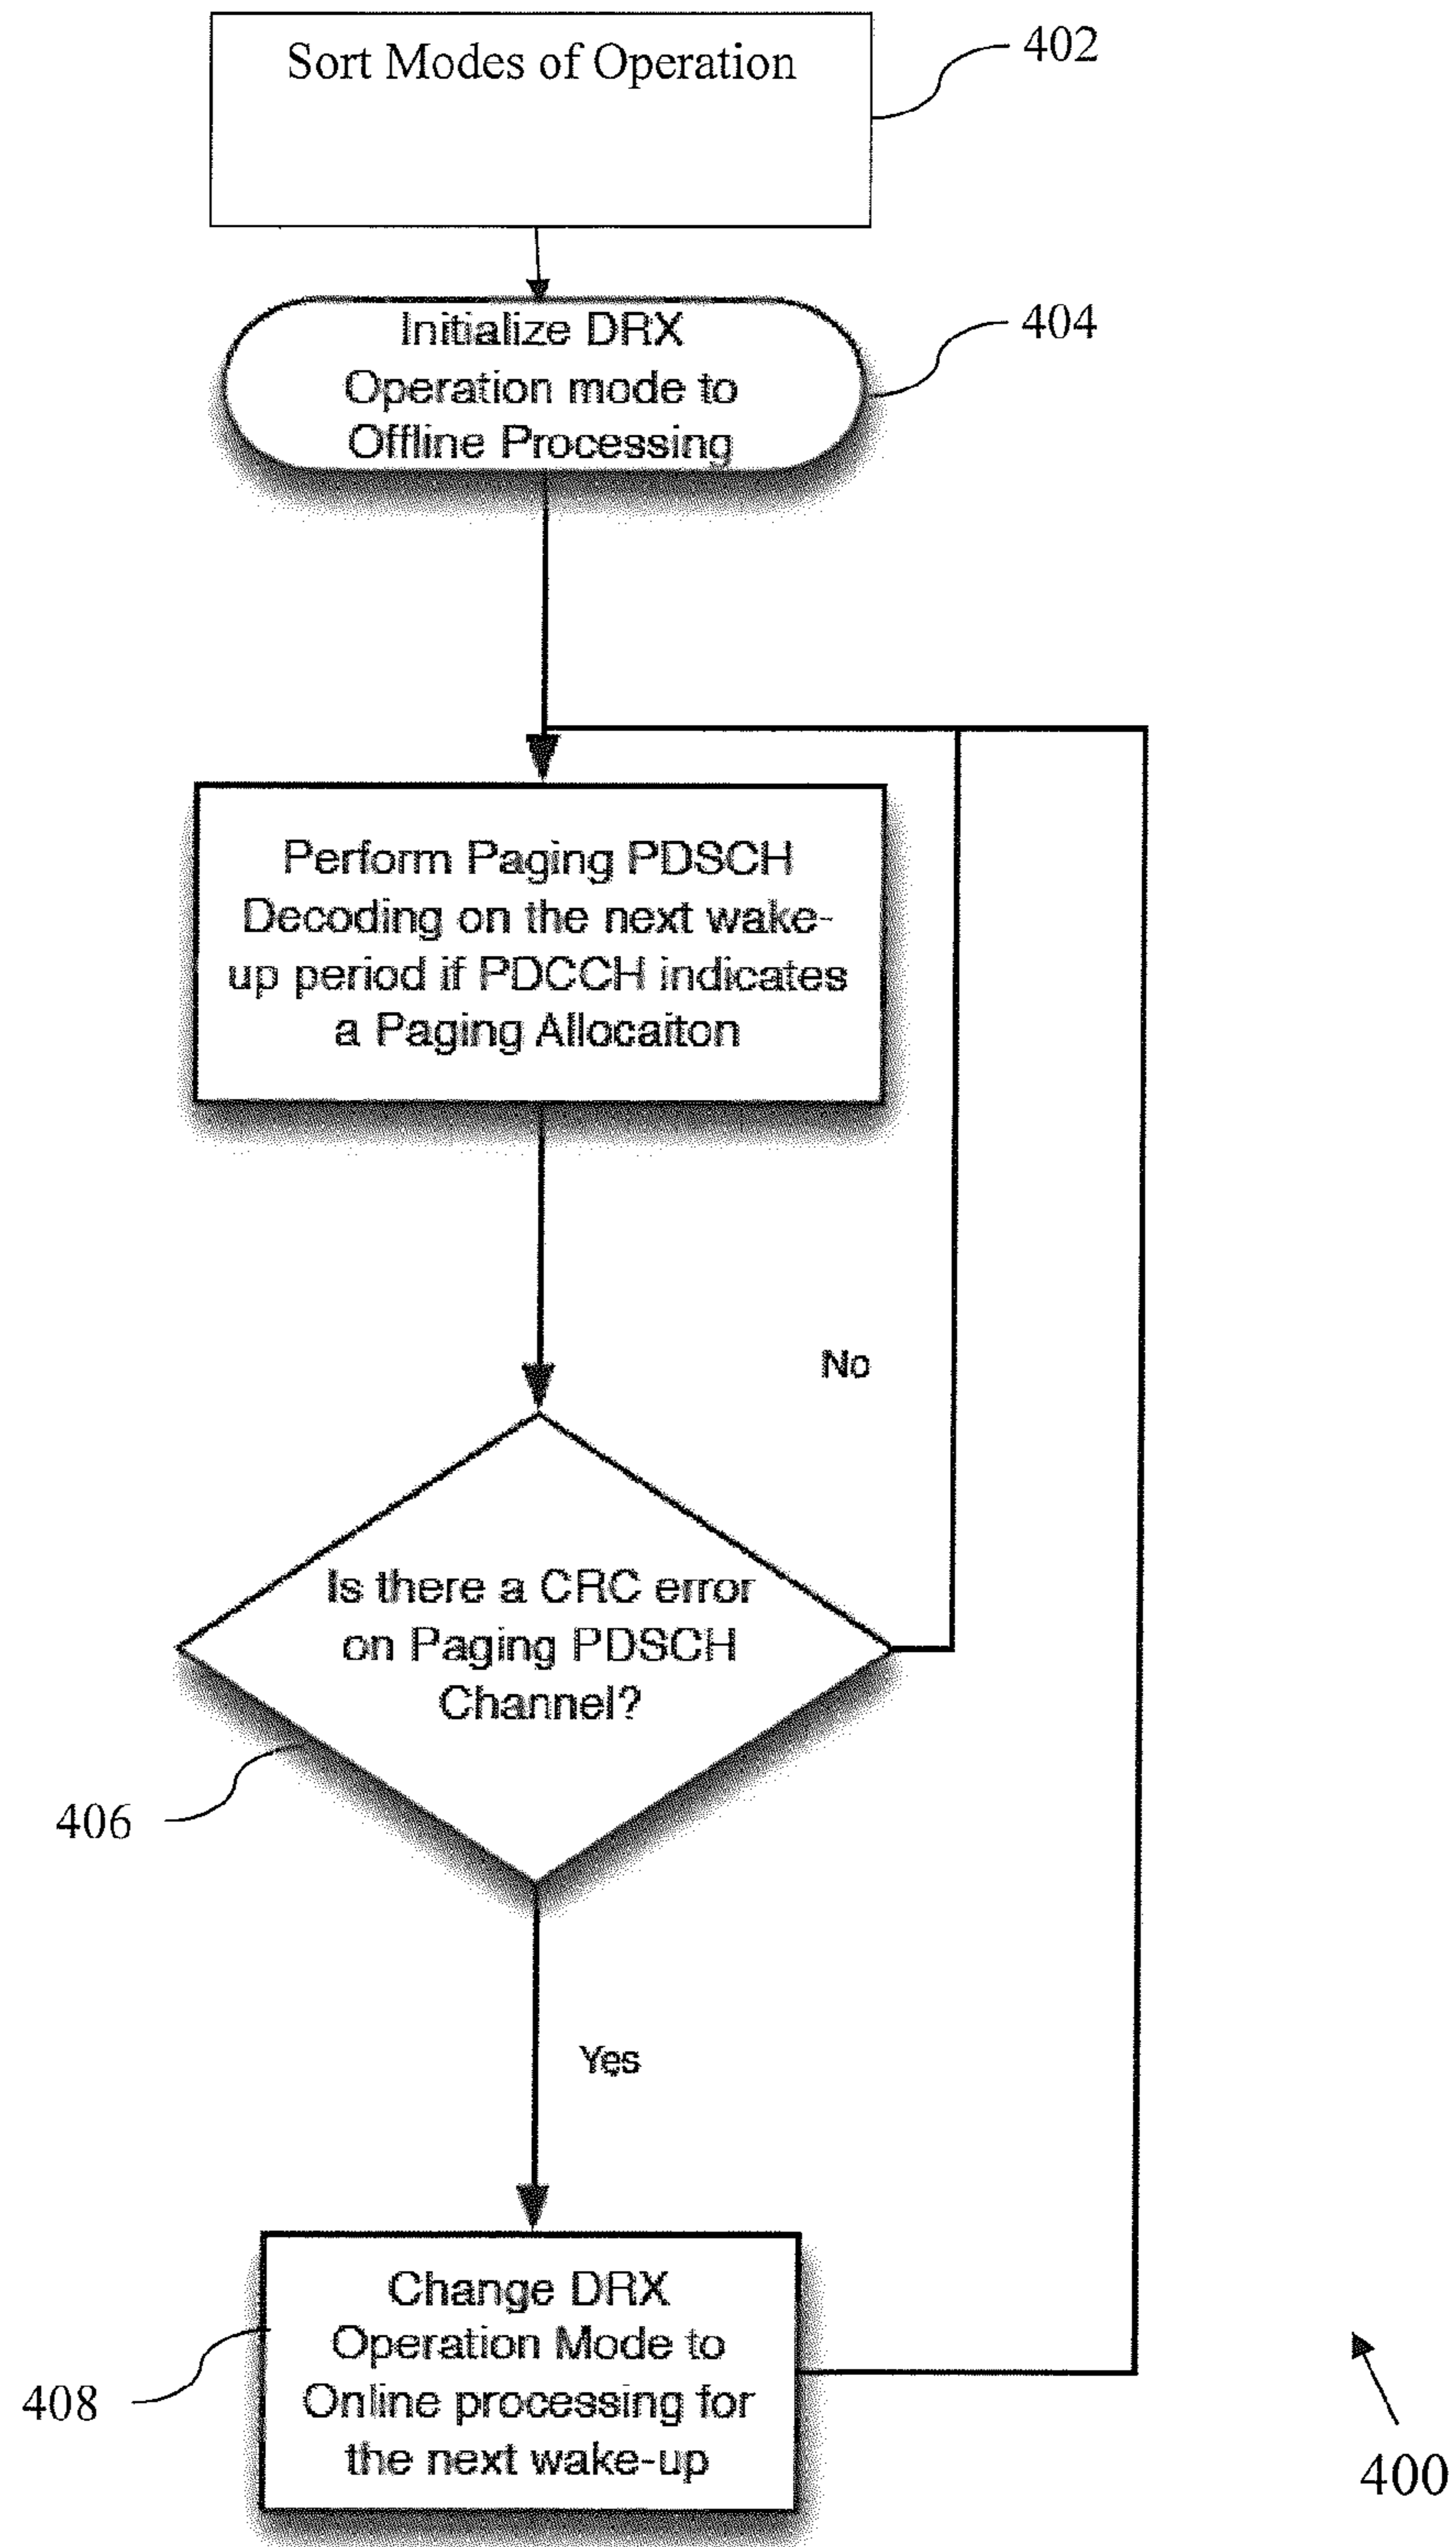 Sort Modes of Operation
402
Initialize DRX
Operation mode to
Offline Processing
404
Perform Paging PDSCH
Decoding on the next wake-
up period if PDCCH indicates
a Paging Allocaiton
No
Is there a CRC error
on Paging PDSCH
Channel?
406
Yes
Change DRX
Operation Mode to
Online processing for
the next wake-up
408
400